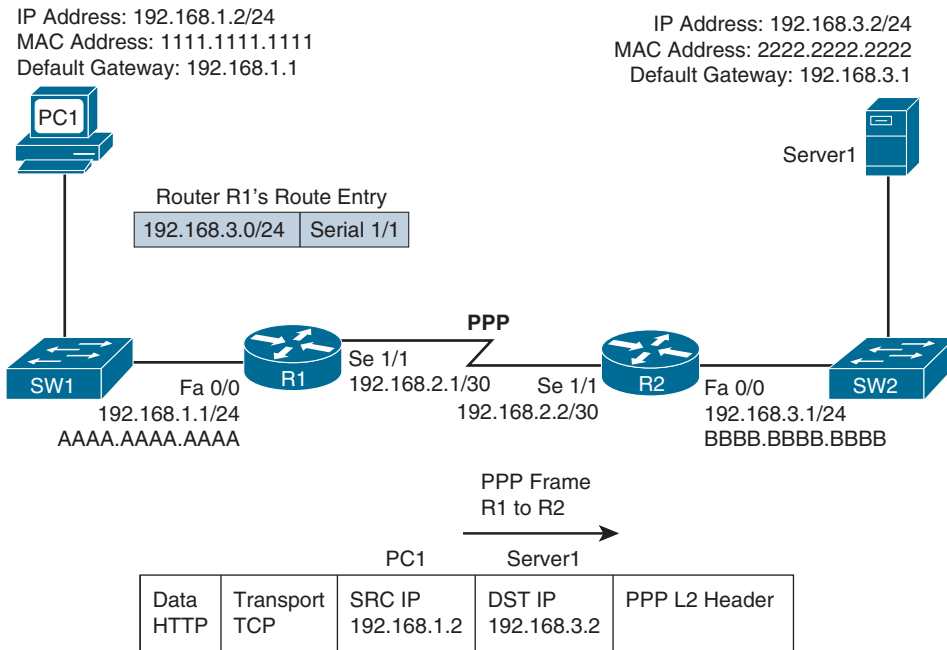 IP Address: 192.168.1.2/24
MAC Address: 1111.1111.1111
Default Gateway: 192.168.1.1
IP Address: 192.168.3.2/24
MAC Address: 2222.2222.2222
Default Gateway: 192.168.3.1
PC1
Server1
Router R1's Route Entry
192.168.3.0/24 Serial 1/1
PPP
SW1
Fa 0/0
192.168.1.1/24
AAAA.AAAA.AAAA
R1
Se 1/1
192.168.2.1/30
Se 1/1
192.168.2.2/30
R2
Fa 0/0
192.168.3.1/24
BBBB.BBBB.BBBB
SW2
PPP Frame
R1 to R2
PC1 Server1
Data
HTTP
Transport
TCP
SRC IP
192.168.1.2
DST IP
192.168.3.2
PPP L2 Header